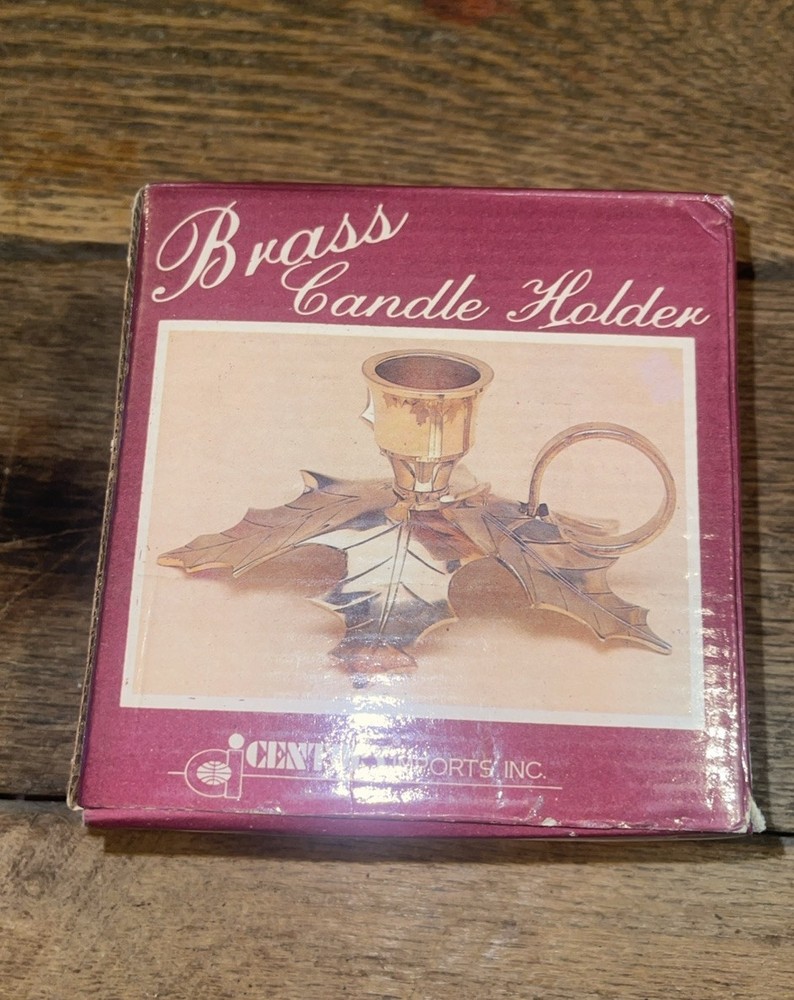 Brass
Candle Holder
IMPORTS, INC.